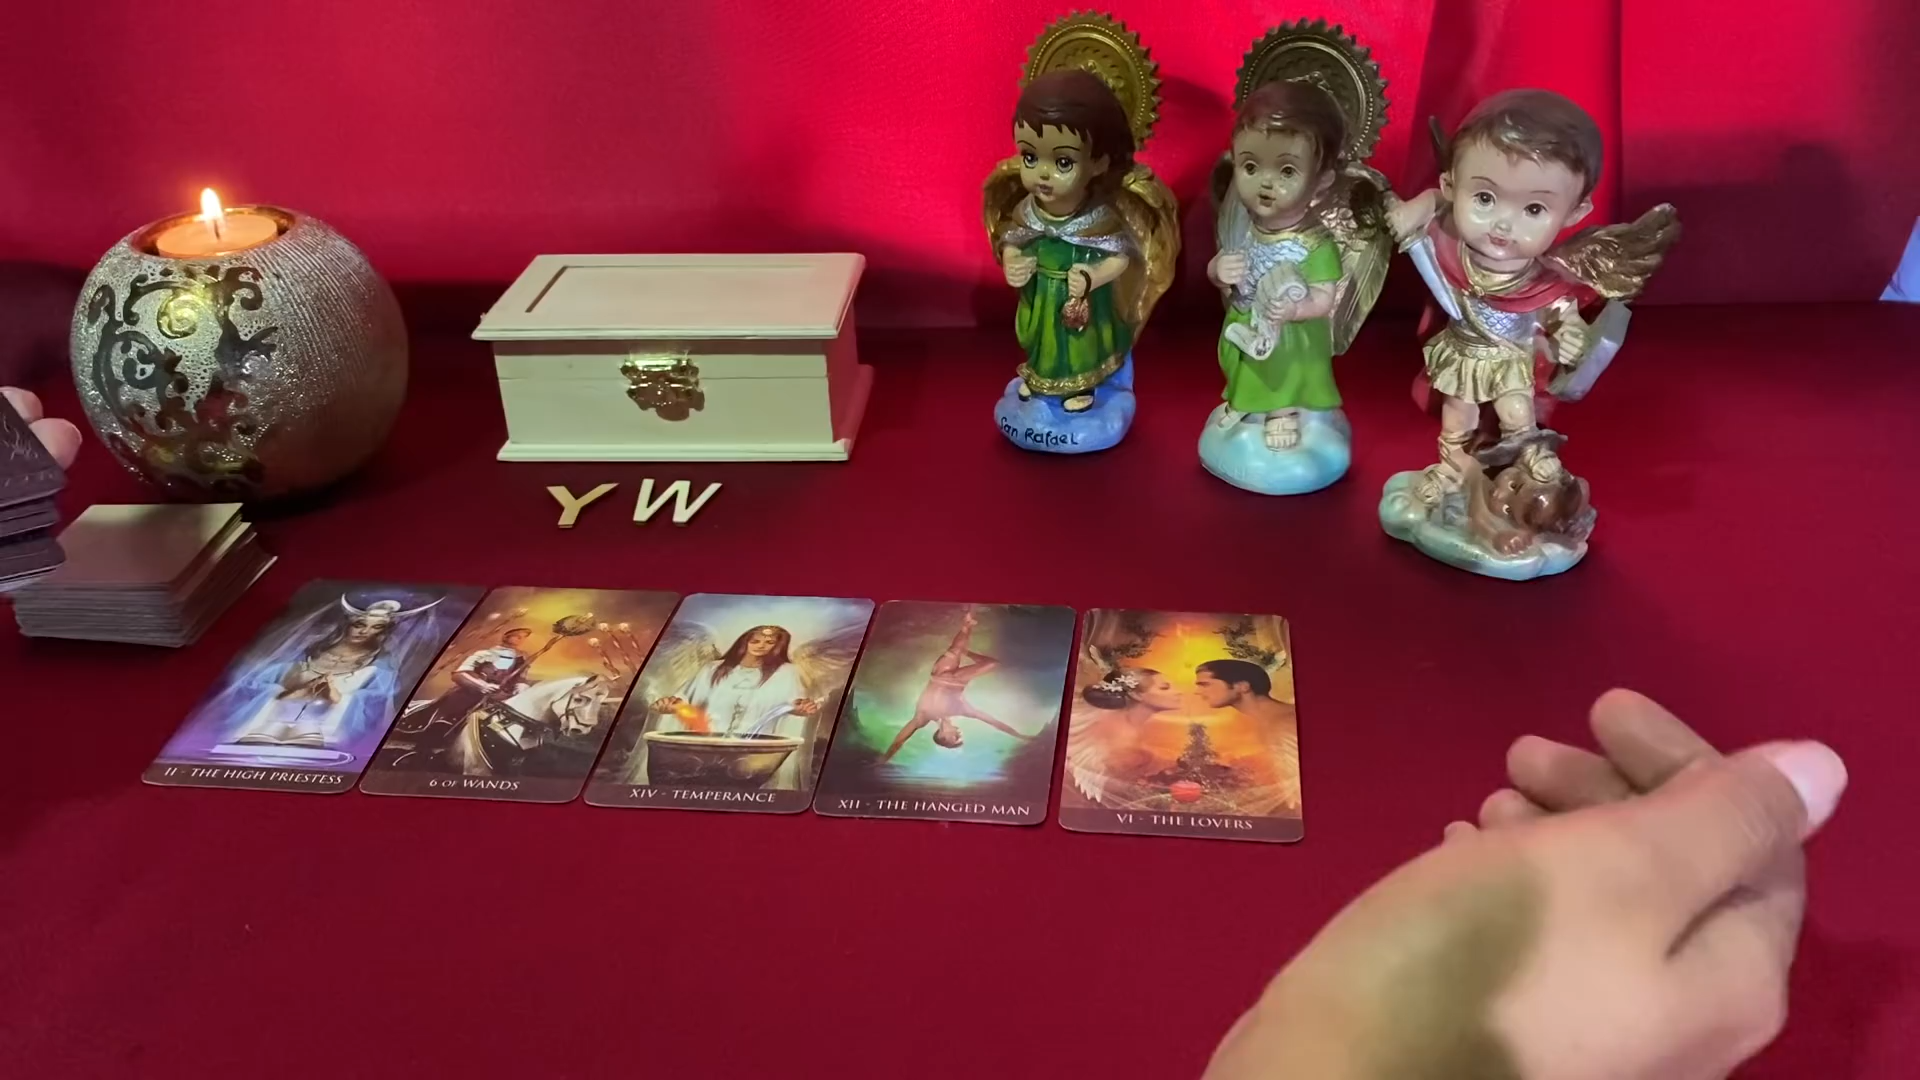 San Rafael
Y W
II - THE HIGH PRIESTESS
6 OF WANDS
XIV - TEMPERANCE
XII - THE HANGED MAN
VI - THE LOVERS